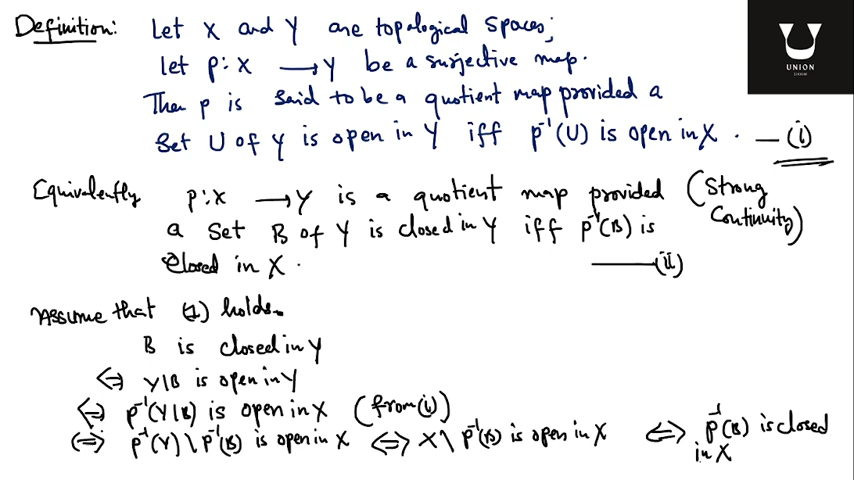 Definition: Let X and Y are topological spaces;
let p: X → Y be a surjective map.
Then p is said to be a quotient map provided a
set U of Y is open in Y iff p⁻¹(U) is open in X. — (i)
Equivalently p: X → Y is a quotient map provided (Strong Continuity)
a set B of Y is closed in Y iff p⁻¹(B) is
closed in X. — (ii)
Assume that (1) holds.
B is closed in Y
⇔ Y\B is open in Y
⇔ p⁻¹(Y\B) is open in X (from (i))
⇔ p⁻¹(Y) \ p⁻¹(B) is open in X ⇔ X \ p⁻¹(B) is open in X ⇔ p⁻¹(B) is closed in X
UNION